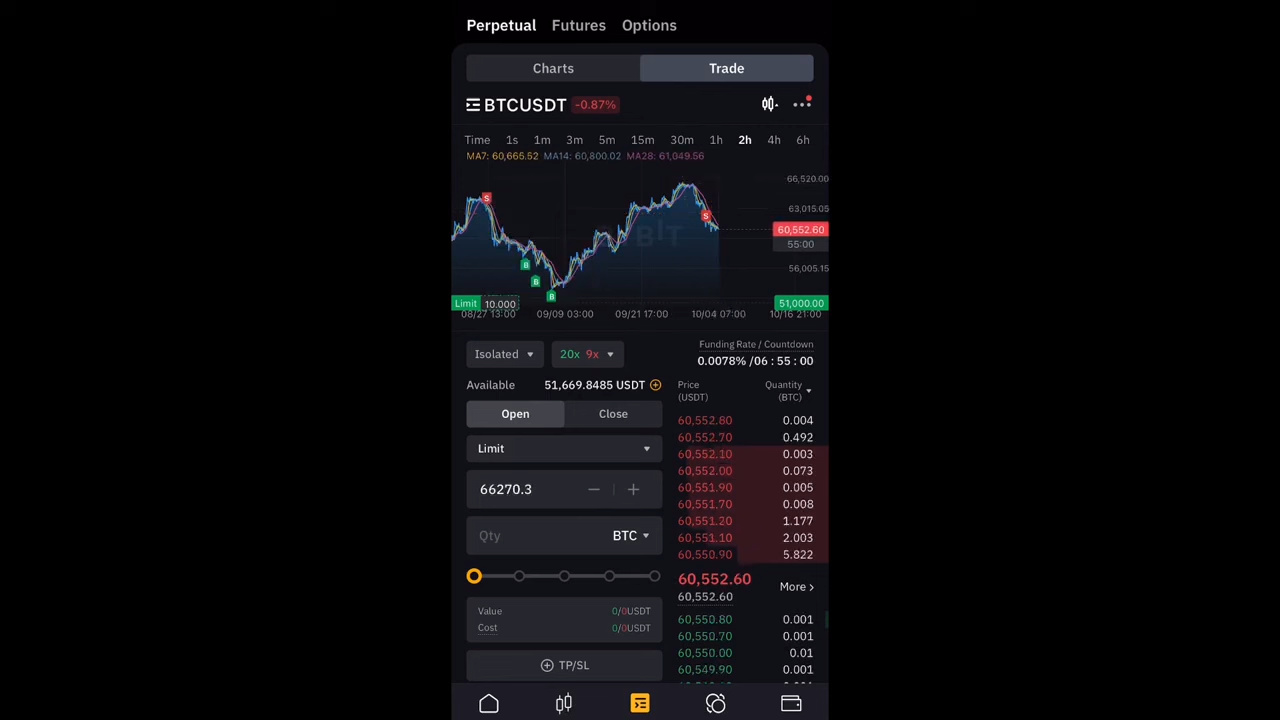 Perpetual Futures Options
Charts Trade
BTCUSDT -0.87%
Time 1s 1m 3m 5m 15m 30m 1h 2h 4h 6h
MA7: 60,665.52 MA14: 60,800.02 MA28: 61,049.56
66,520.00
S
63,015.05
S
60,552.60
55:00
B
56,005.15
B
B
Limit 10.000 51,000.00
08/27 13:00 09/09 03:00 09/21 17:00 10/04 07:00 10/16 21:00
Isolated 20x 9x
Funding Rate / Countdown
0.0078% /06 : 55 : 00
Available 51,669.8485 USDT
Open Close
Limit
66270.3
Qty BTC
Value 0/0USDT
Cost 0/0USDT
TP/SL
Price Quantity
(USDT) (BTC)
60,552.80 0.004
60,552.70 0.492
60,552.10 0.003
60,552.00 0.073
60,551.90 0.005
60,551.70 0.008
60,551.20 1.177
60,551.10 2.003
60,550.90 5.822
60,552.60
60,552.60
More
60,550.80 0.001
60,550.70 0.001
60,550.00 0.01
60,549.90 0.001